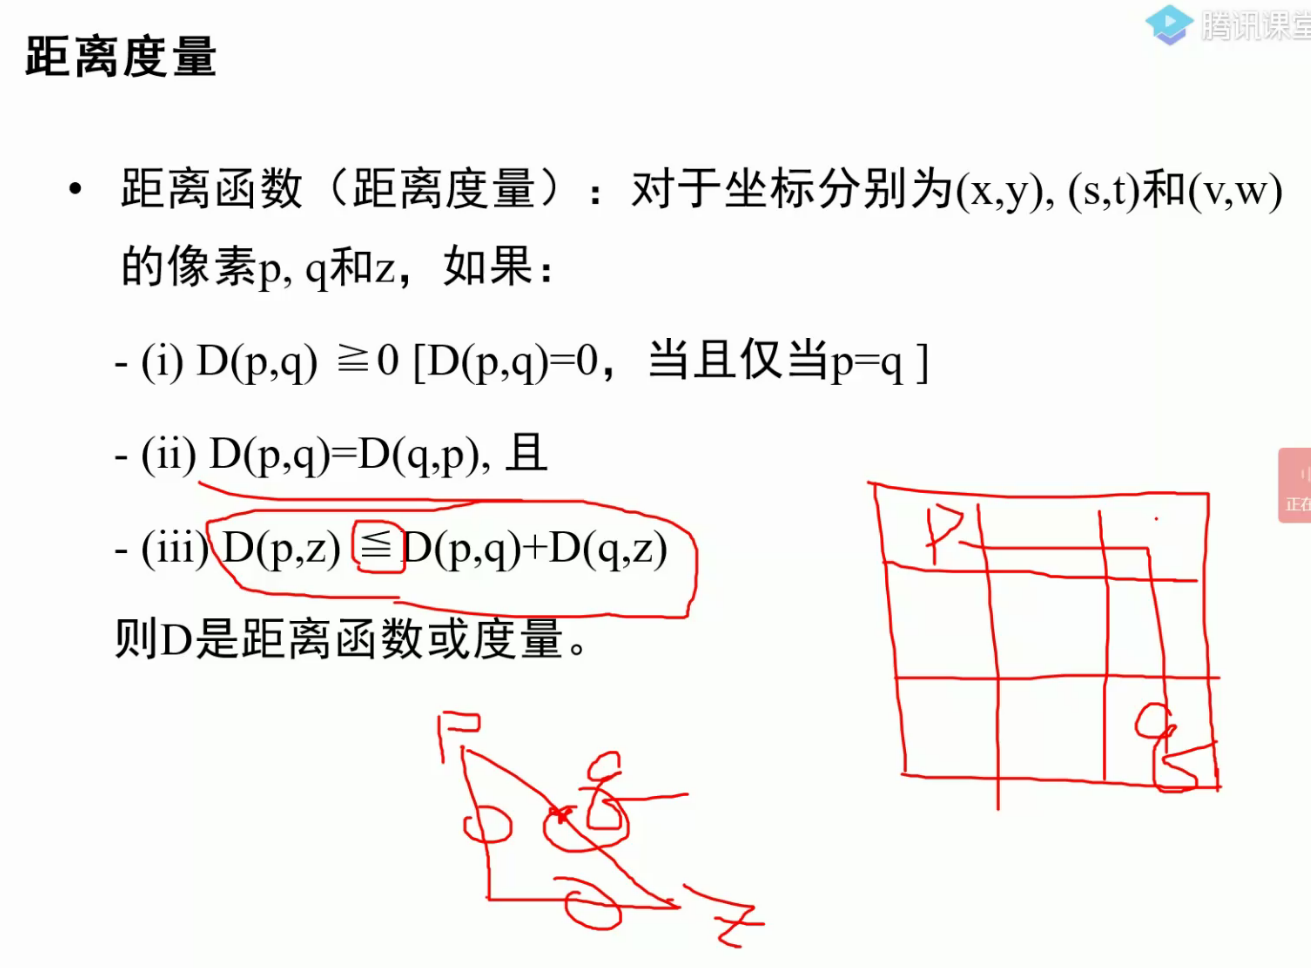 腾讯课堂
距离度量
• 距离函数（距离度量）：对于坐标分别为(x,y), (s,t)和(v,w)
的像素p, q和z，如果：
- (i) D(p,q) ≧0 [D(p,q)=0，当且仅当p=q ]
- (ii) D(p,q)=D(q,p), 且
- (iii) D(p,z) ≦D(p,q)+D(q,z)
正在
则D是距离函数或度量。
P
q
P
q
z